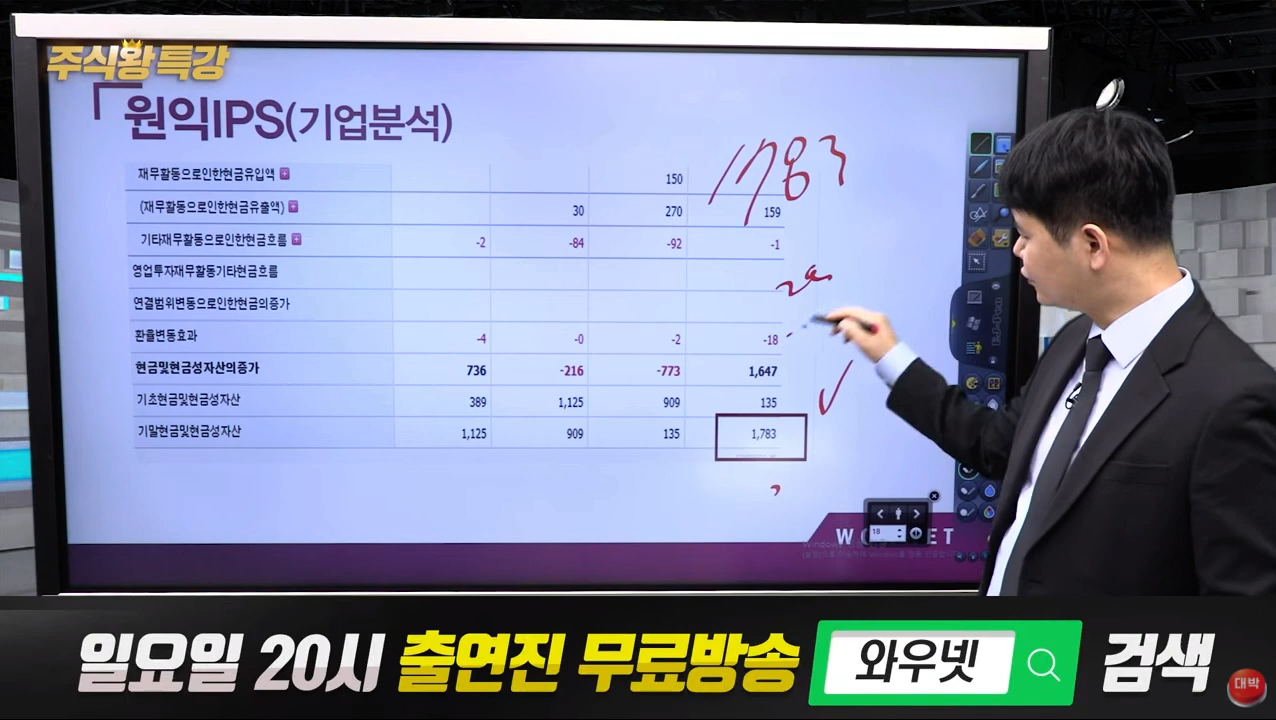 주식왕 특강
「원익IPS(기업분석)
재무활동으로인한현금유입액 150
(재무활동으로인한현금유출액) 30 270 159
기타재무활동으로인한현금흐름 -2 -84 -92 -1
영업투자재무활동기타현금흐름
연결범위변동으로인한현금의증가
환율변동효과 -4 -0 -2 -18
현금및현금성자산의증가 736 -216 -773 1,647
기초현금및현금성자산 389 1,125 909 135
기말현금및현금성자산 1,125 909 135 1,783
1783
18
일요일 20시 출연진 무료방송 와우넷 검색
대박